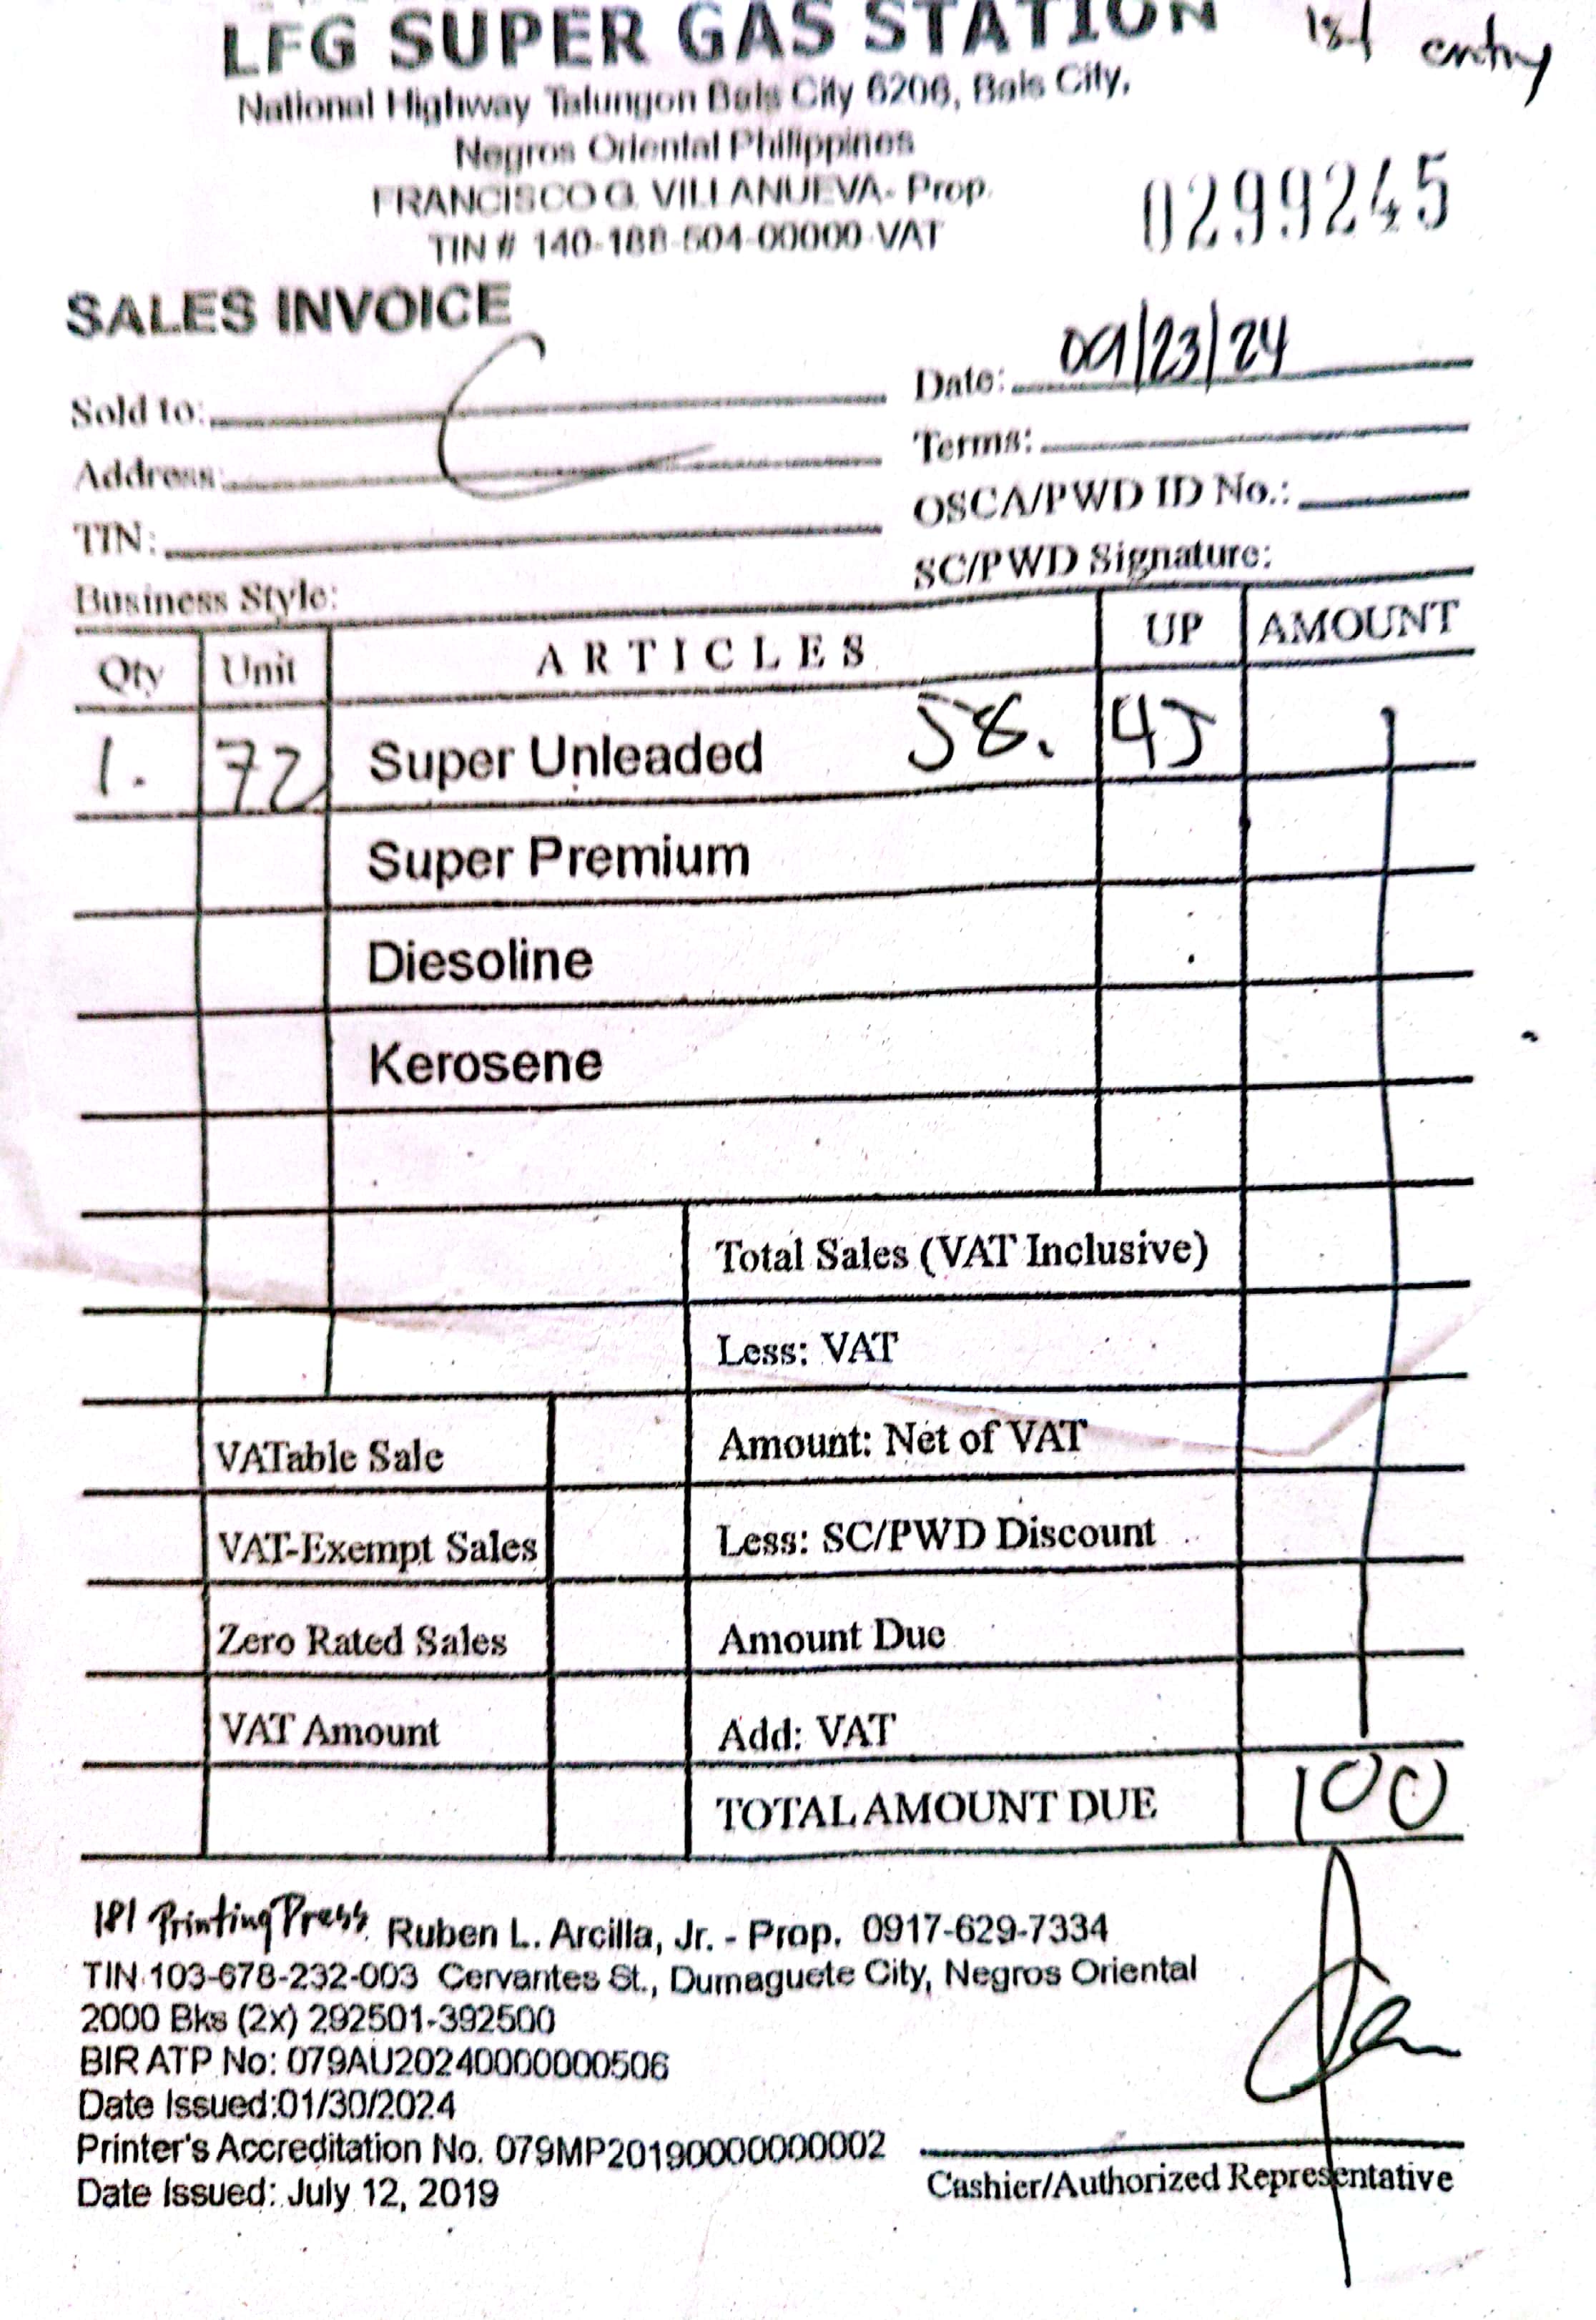 LFG SUPER GAS STATION
1st entry
National Highway Talungon Bais City 6206, Bais City,
Negros Oriental Philippines
FRANCISCO G. VILLANUEVA- Prop.
TIN # 140-188-504-00000-VAT
0299245
SALES INVOICE
Date: 09/23/24
Sold to:
Terms:
Address:
OSCA/PWD ID No.:
TIN:
SC/PWD Signature:
Business Style:
Qty Unit ARTICLES UP AMOUNT
1. 72 Super Unleaded 58. 45
Super Premium
Diesoline
Kerosene
Total Sales (VAT Inclusive)
Less: VAT
VATable Sale Amount: Net of VAT
VAT-Exempt Sales Less: SC/PWD Discount
Zero Rated Sales Amount Due
VAT Amount Add: VAT
TOTAL AMOUNT DUE 100
181 Printing Press Ruben L. Arcilla, Jr. - Prop. 0917-629-7334
TIN 103-678-232-003 Cervantes St., Dumaguete City, Negros Oriental
2000 Bks (2x) 292501-392500
BIR ATP No: 079AU20240000000506
Date Issued:01/30/2024
Printer's Accreditation No. 079MP20190000000002
Date Issued: July 12, 2019
Cashier/Authorized Representative